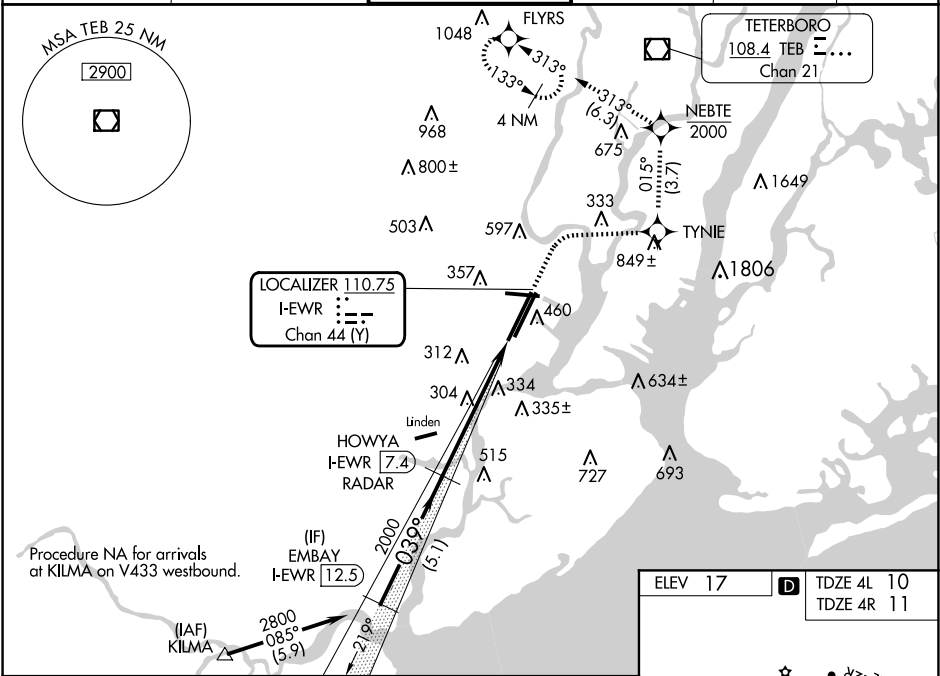 MSA TEB 25 NM
2900
1048
FLYRS
313°
133°
4 NM
313°
(6.3)
TETERBORO
108.4 TEB
Chan 21
NEBTE
2000
968
675
800±
015°
(3.7)
1649
503
597
333
TYNIE
849±
1806
357
LOCALIZER 110.75
I-EWR
Chan 44 (Y)
460
312
304
334
335±
634±
Linden
HOWYA
I-EWR 7.4
RADAR
515
727
693
2000
039°
(5.1)
(IF)
EMBAY
I-EWR 12.5
Procedure NA for arrivals
at KILMA on V433 westbound.
(IAF)
KILMA
2800
085°
(5.9)
219°
ELEV 17
D
TDZE 4L 10
TDZE 4R 11